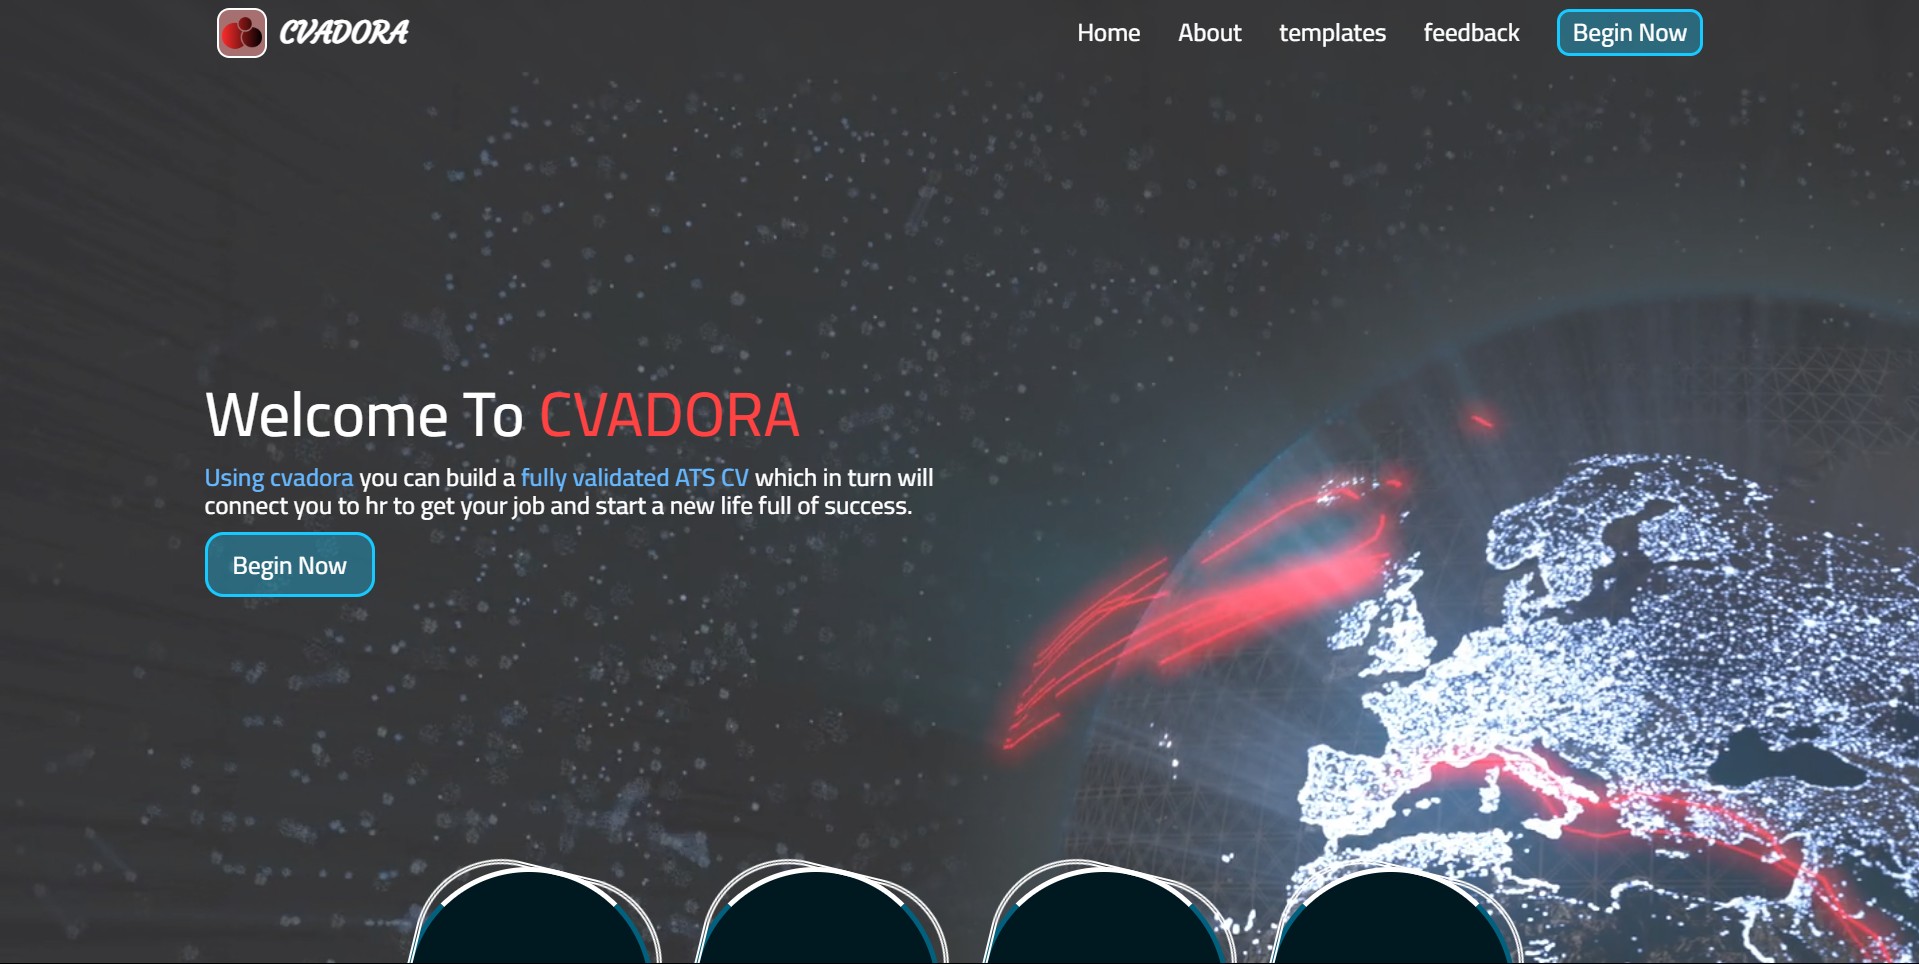 CVADORA
Home
About
templates
feedback
Begin Now
Welcome To CVADORA
Using cvadora you can build a fully validated ATS CV which in turn will
connect you to hr to get your job and start a new life full of success.
Begin Now